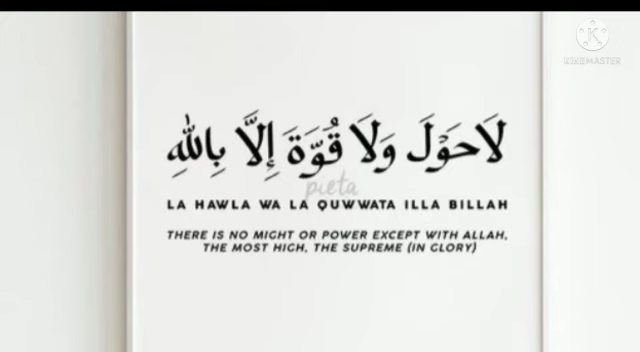 KINEMASTER
لَا حَوْلَ وَلَا قُوَّةَ إِلَّا بِاللهِ
pieta
LA HAWLA WA LA QUWWATA ILLA BILLAH
THERE IS NO MIGHT OR POWER EXCEPT WITH ALLAH,
THE MOST HIGH, THE SUPREME (IN GLORY)